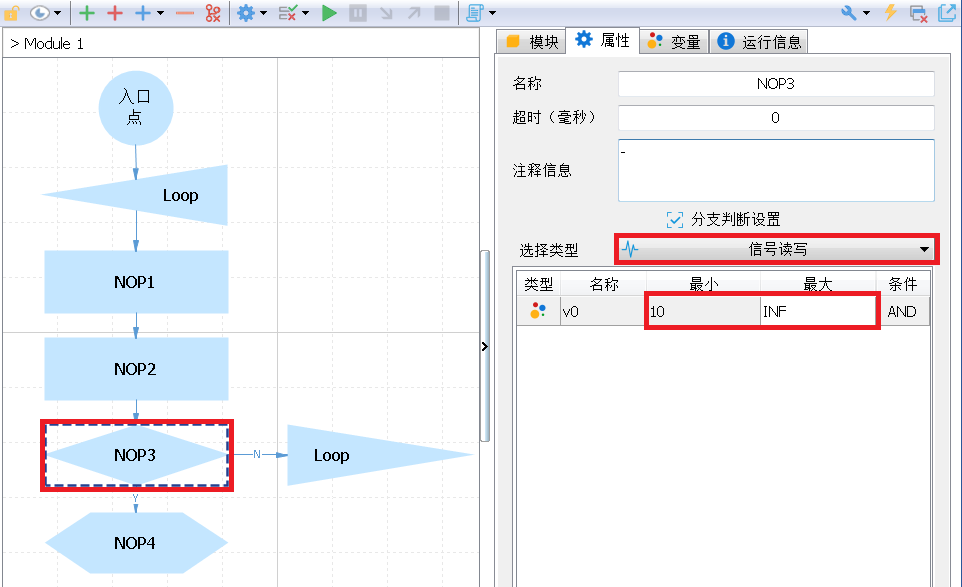 > Module 1
入口
点
Loop
NOP1
NOP2
NOP3
N
Loop
Y
NOP4
模块
属性
变量
运行信息
名称
NOP3
超时（毫秒）
0
注释信息
-
分支判断设置
选择类型
信号读写
类型 名称 最小 最大 条件
v0 10 INF AND